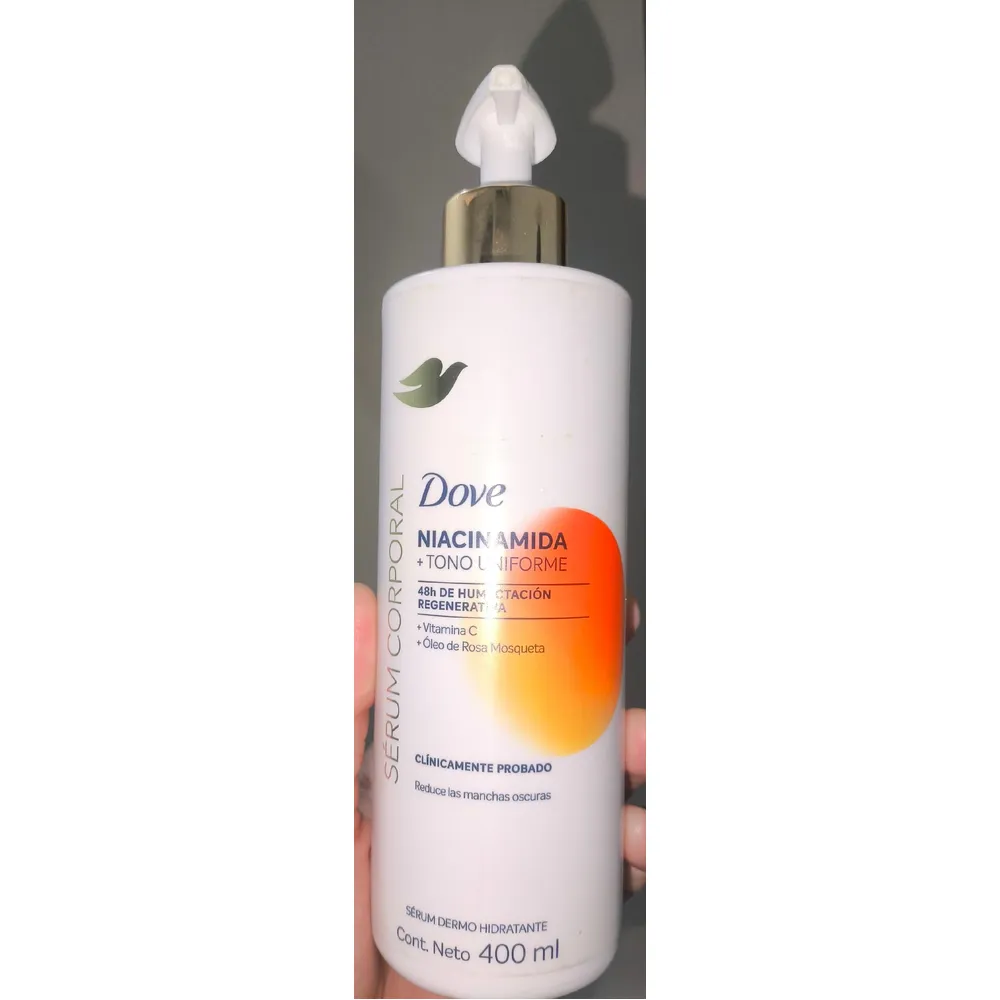 SÉRUM CORPORAL
Dove
NIACINAMIDA
+ TONO UNIFORME
48h DE HUMECTACIÓN
REGENERATIVA
+Vitamina C
+Óleo de Rosa Mosqueta
CLÍNICAMENTE PROBADO
Reduce las manchas oscuras
SÉRUM DERMO HIDRATANTE
Cont. Neto 400 ml